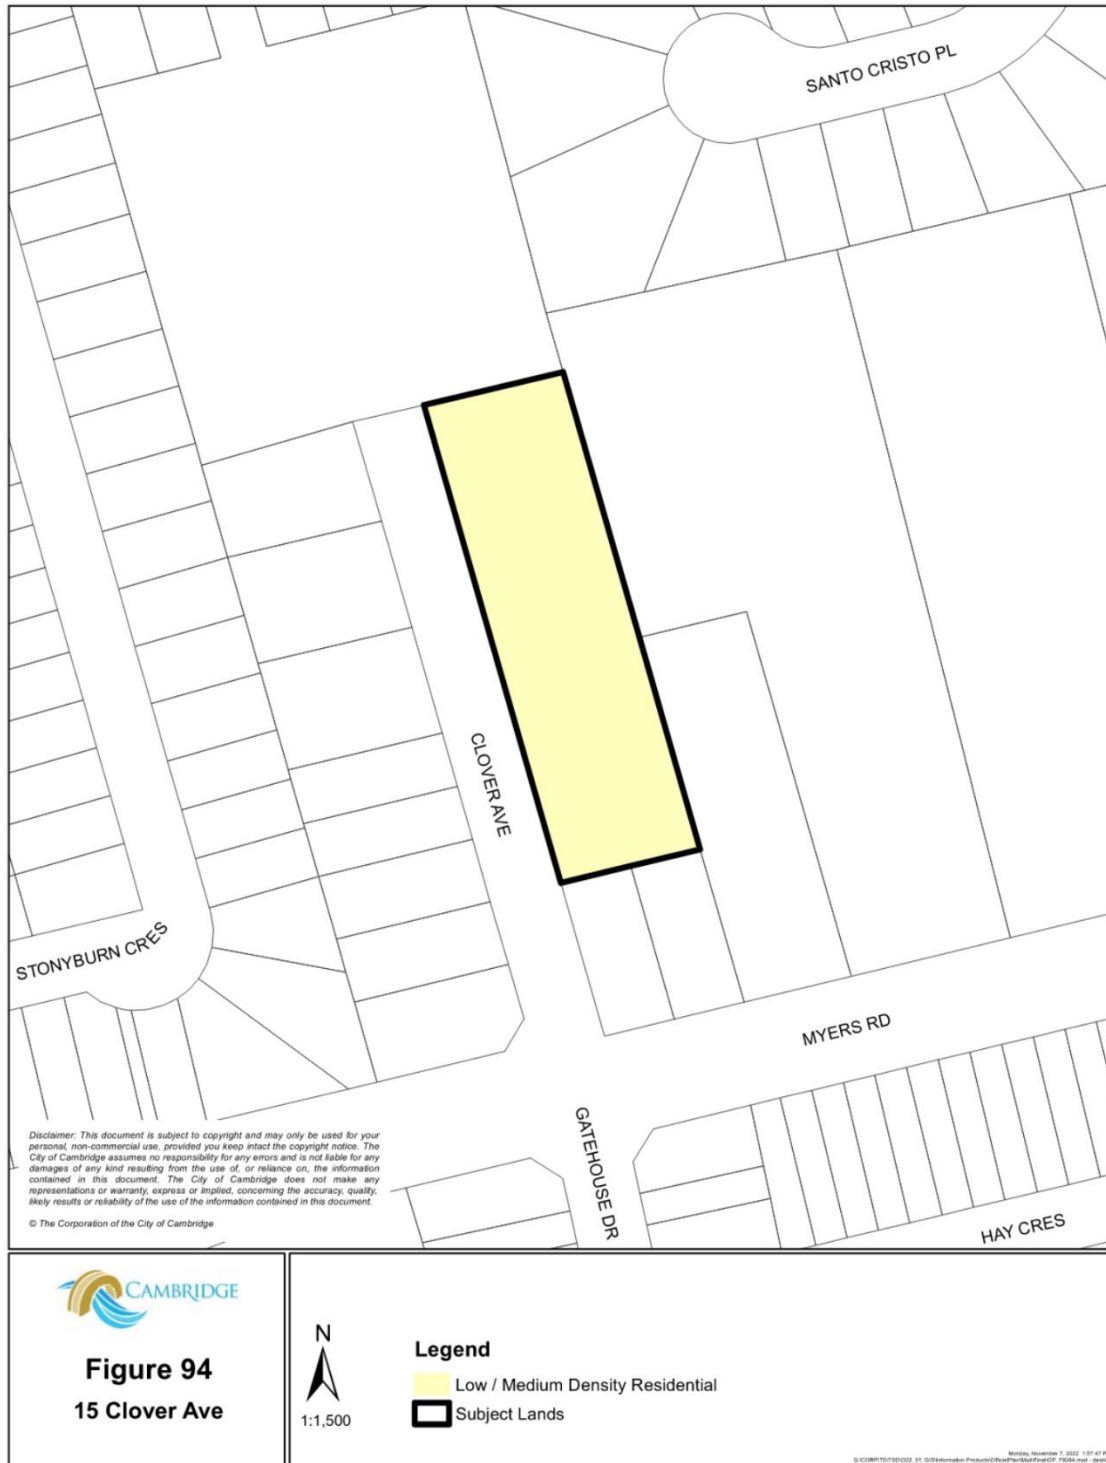 SANTO CRISTO PL
CLOVER AVE
STONYBURN CRES
MYERS RD
GATEHOUSE DR
HAY CRES
Disclaimer: This document is subject to copyright and may only be used for your
personal, non-commercial use, provided you keep intact the copyright notice. The
City of Cambridge assumes no responsibility for any errors and is not liable for any
damages of any kind resulting from the use of, or reliance on, the information
contained in this document. The City of Cambridge does not make any
representations or warranty, express or implied, concerning the accuracy, quality,
likely results or reliability of the use of the information contained in this document.
© The Corporation of the City of Cambridge
CAMBRIDGE
Figure 94
15 Clover Ave
N
1:1,500
Legend
Low / Medium Density Residential
Subject Lands
Monday, November 7, 2022 1:57:47 P